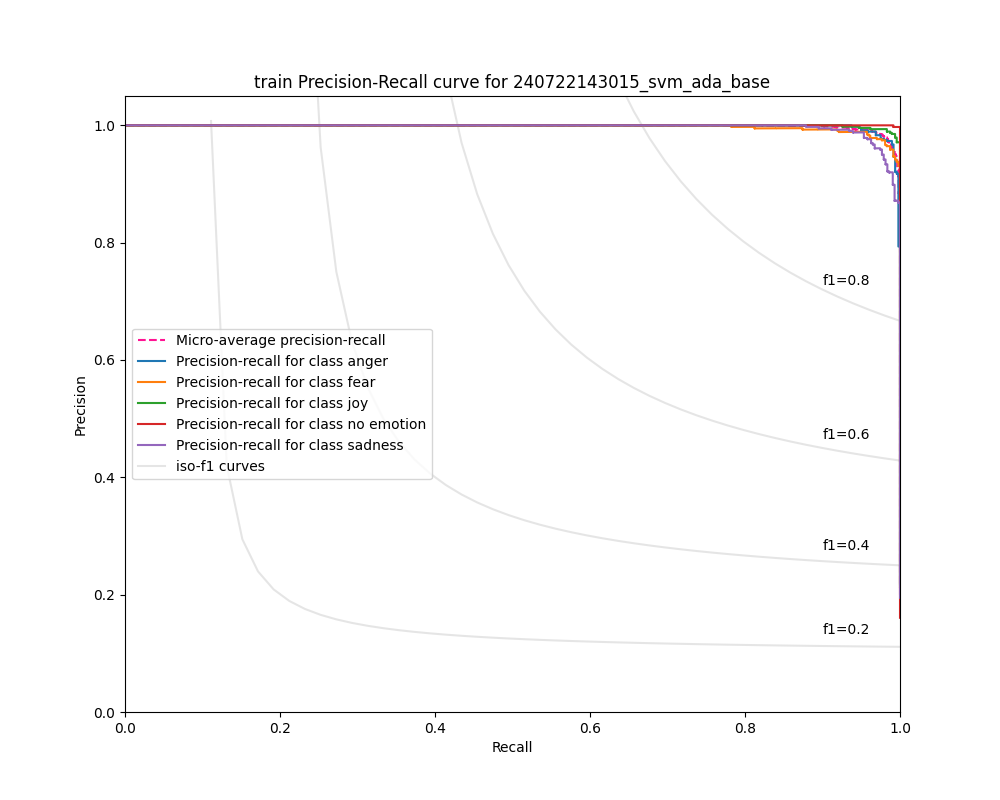 train Precision-Recall curve for 240722143015_svm_ada_base
1.0
0.8
0.6
0.4
0.2
0.0
Precision
f1=0.8
f1=0.6
f1=0.4
f1=0.2
Micro-average precision-recall
Precision-recall for class anger
Precision-recall for class fear
Precision-recall for class joy
Precision-recall for class no emotion
Precision-recall for class sadness
iso-f1 curves
0.0 0.2 0.4 0.6 0.8 1.0
Recall